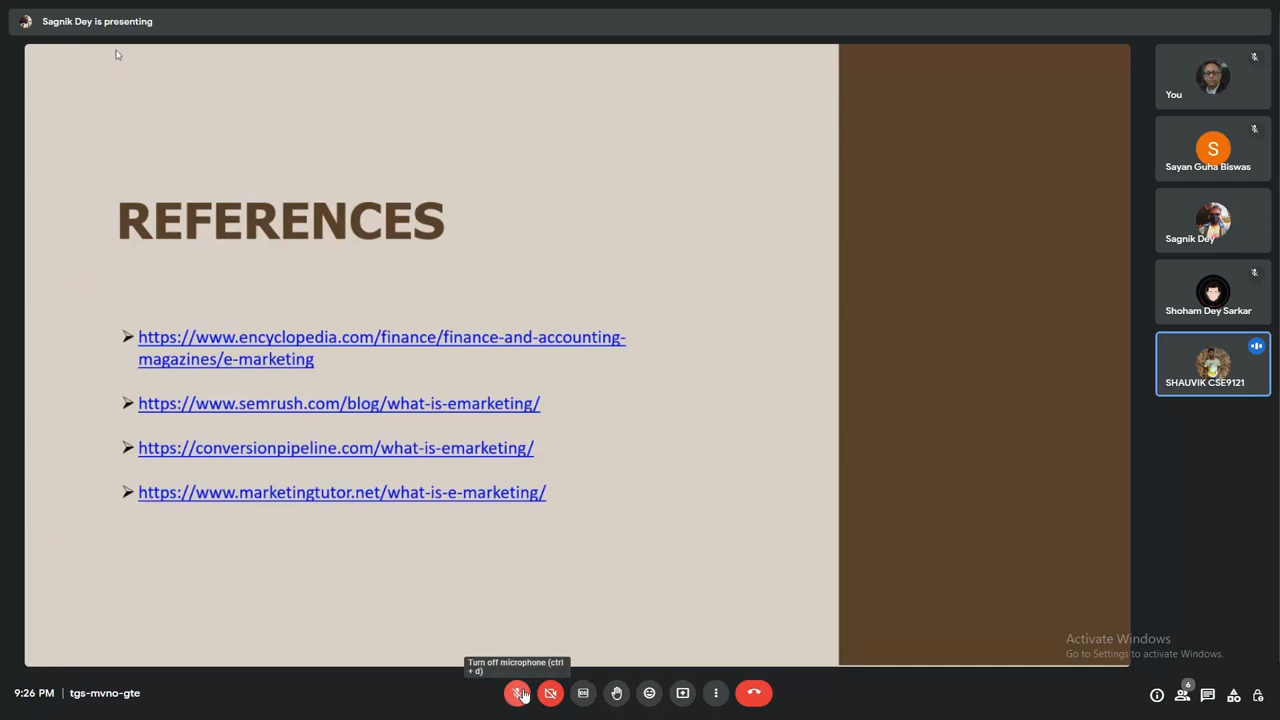 Sagnik Dey is presenting
REFERENCES
➢ https://www.encyclopedia.com/finance/finance-and-accounting-
magazines/e-marketing
➢ https://www.semrush.com/blog/what-is-emarketing/
➢ https://conversionpipeline.com/what-is-emarketing/
➢ https://www.marketingtutor.net/what-is-e-marketing/
You
S
Sayan Guha Biswas
Sagnik Dey
Shoham Dey Sarkar
SHAUVIK CSE9121
Activate Windows
Go to Settings to activate Windows.
Turn off microphone (ctrl
+ d)
9:26 PM tgs-mvno-gte
6